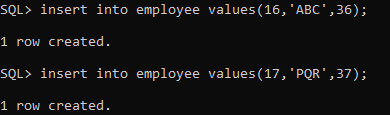 SQL> insert into employee values(16,'ABC',36);
1 row created.
SQL> insert into employee values(17,'PQR',37);
1 row created.